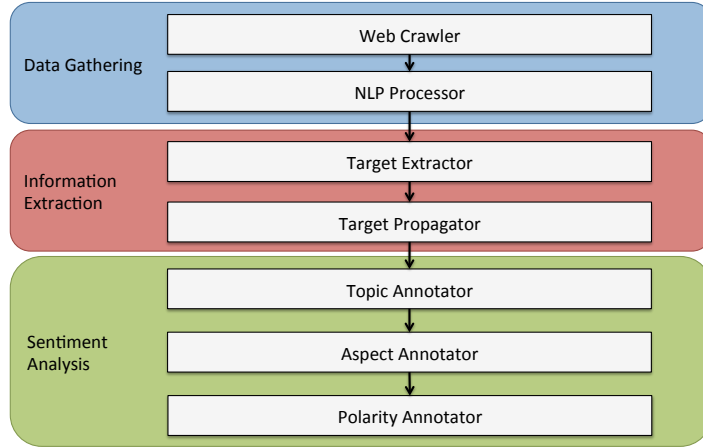 Web Crawler
Data Gathering
NLP Processor
Target Extractor
Information
Extraction
Target Propagator
Topic Annotator
Sentiment
Analysis
Aspect Annotator
Polarity Annotator